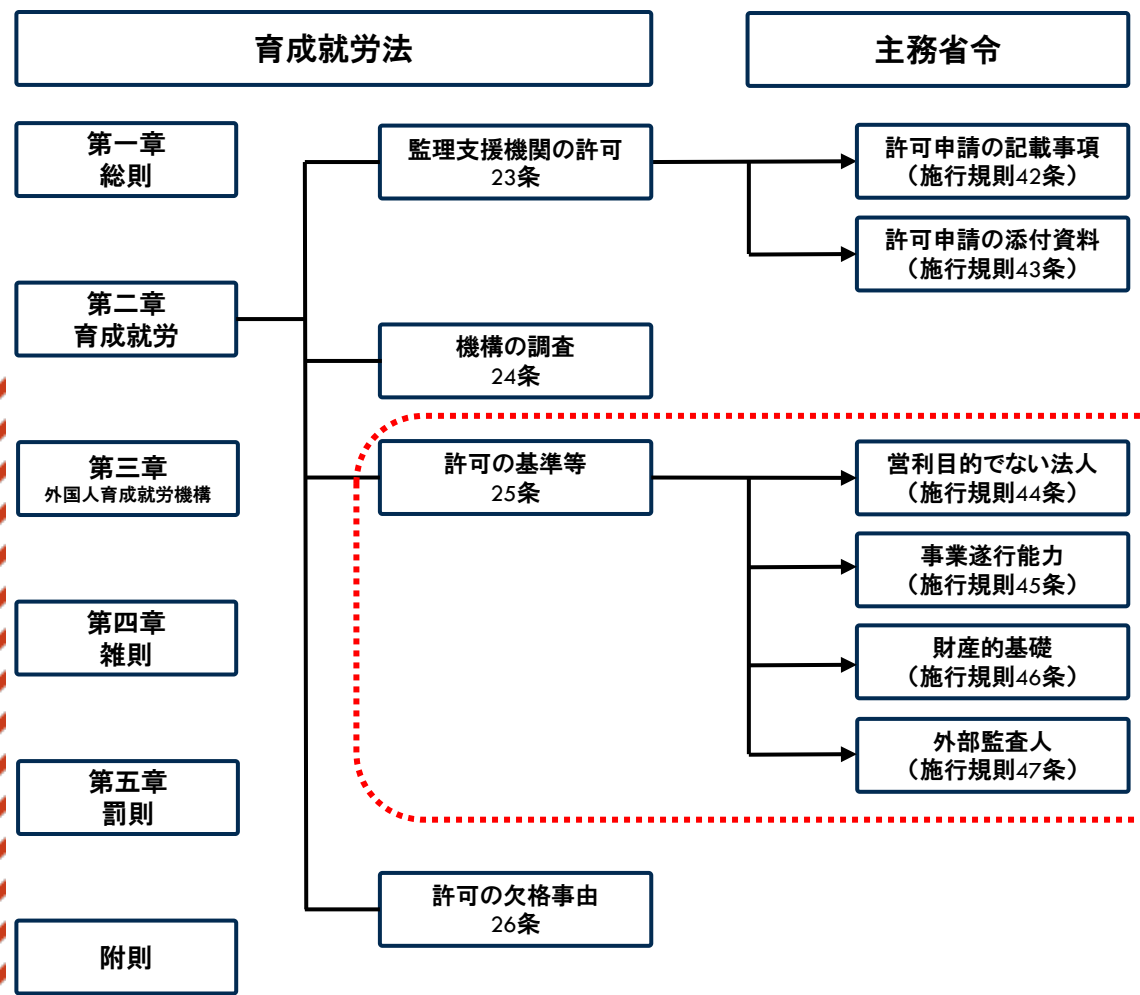 育成就労法
主務省令
第一章
総則
監理支援機関の許可
23条
許可申請の記載事項
（施行規則42条）
許可申請の添付資料
（施行規則43条）
第二章
育成就労
機構の調査
24条
第三章
外国人育成就労機構
許可の基準等
25条
営利目的でない法人
（施行規則44条）
事業遂行能力
（施行規則45条）
第四章
雑則
財産的基礎
（施行規則46条）
外部監査人
（施行規則47条）
第五章
罰則
許可の欠格事由
26条
附則